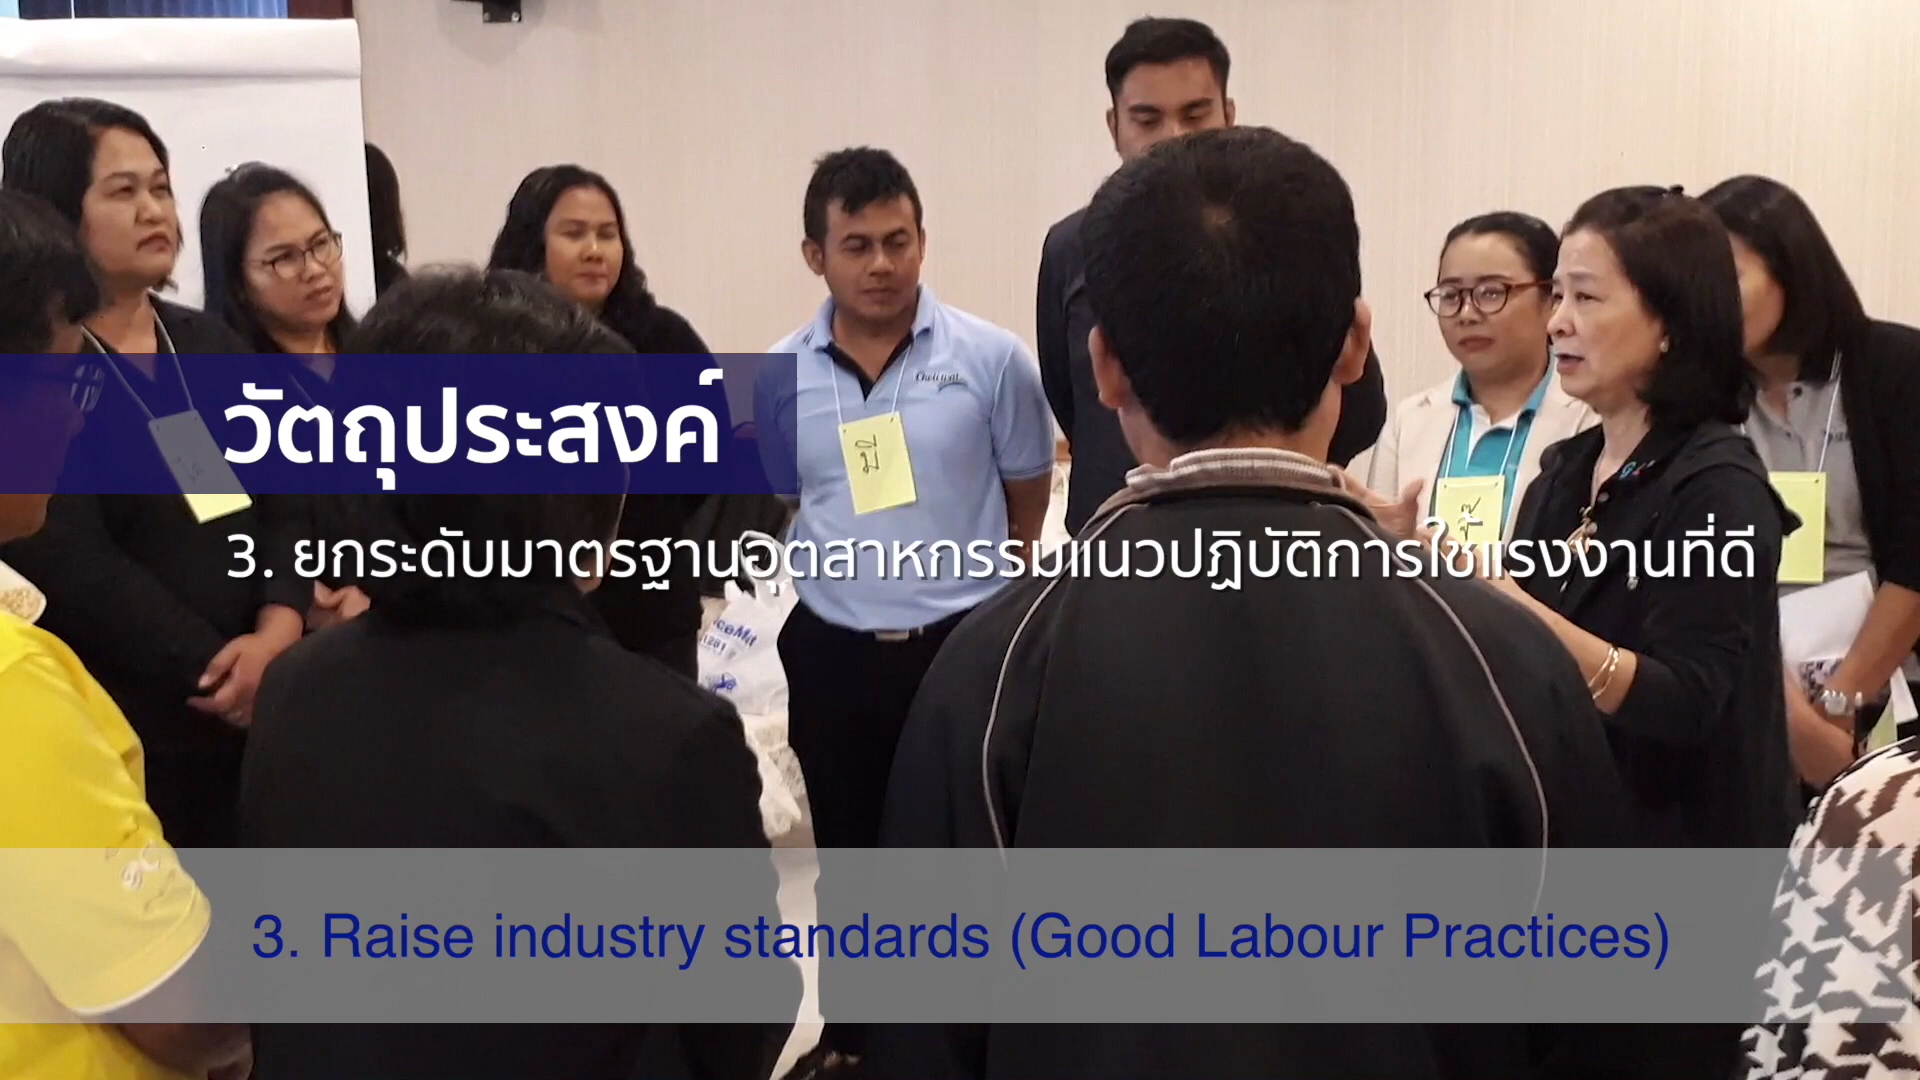 วัตถุประสงค์
มี
3. ยกระดับมาตรฐานอุตสาหกรรมแนวปฏิบัติการใช้แรงงานที่ดี
3. Raise industry standards (Good Labour Practices)